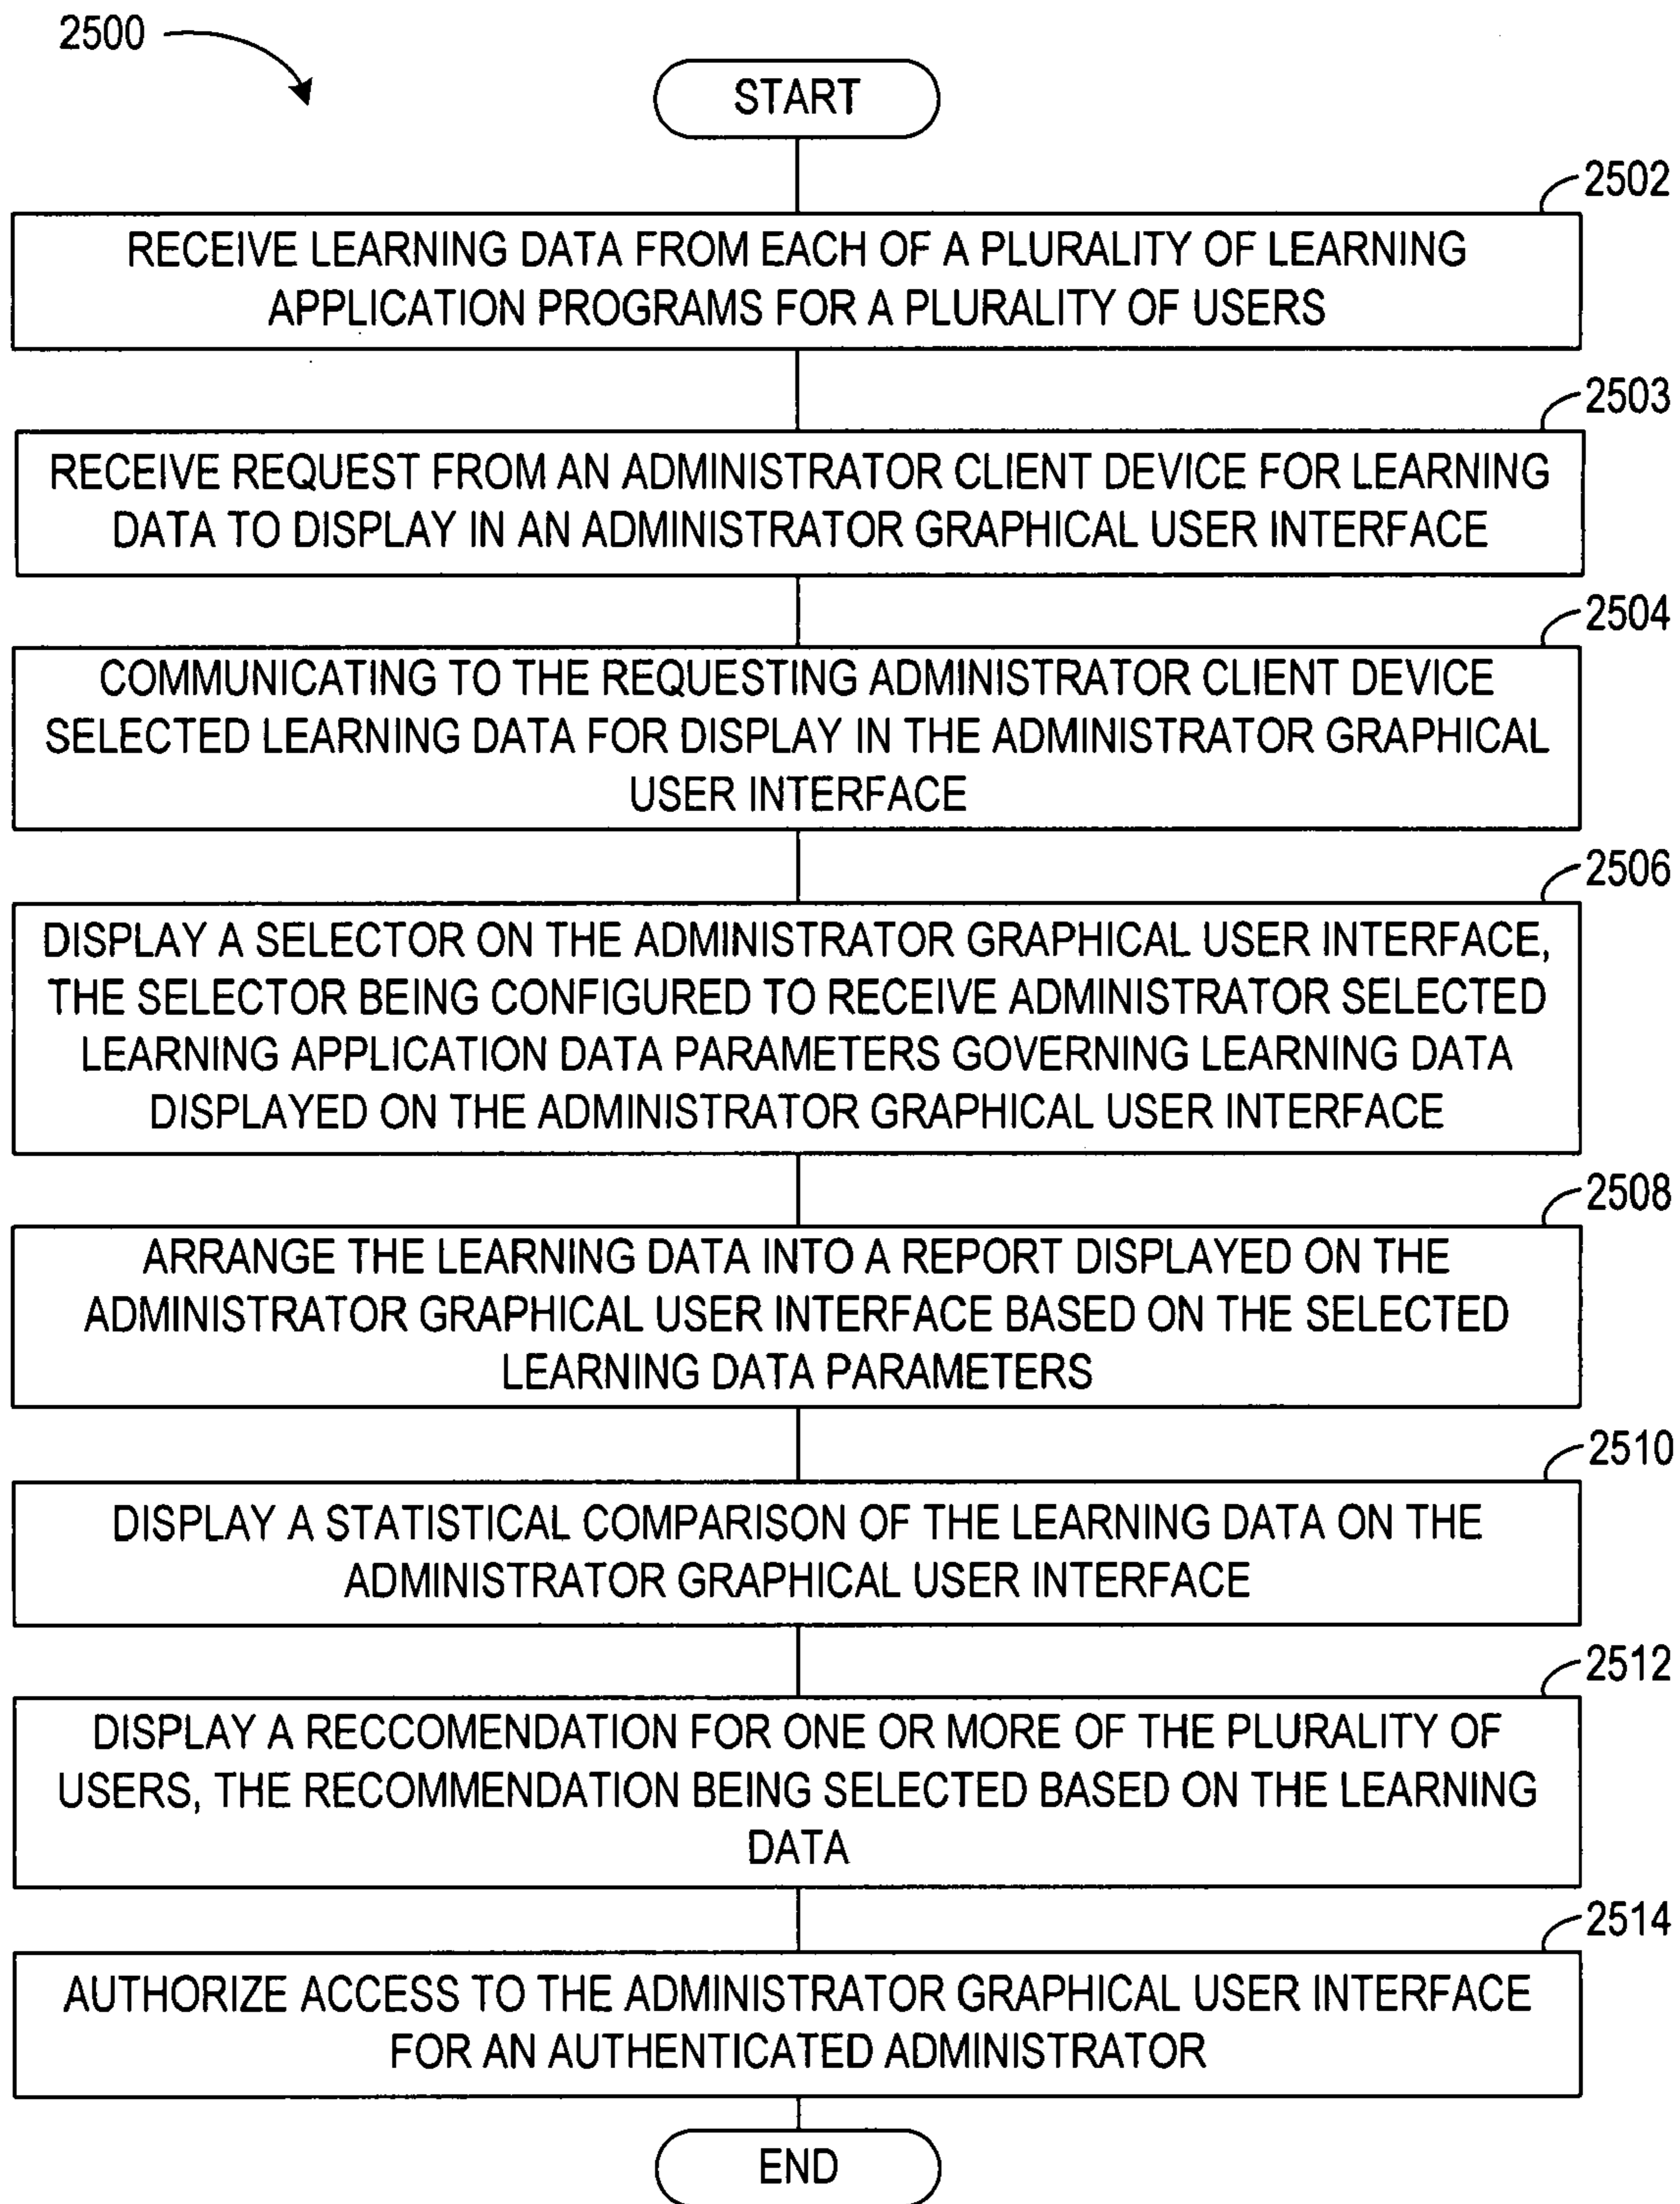 2500
START
2502
RECEIVE LEARNING DATA FROM EACH OF A PLURALITY OF LEARNING
APPLICATION PROGRAMS FOR A PLURALITY OF USERS
2503
RECEIVE REQUEST FROM AN ADMINISTRATOR CLIENT DEVICE FOR LEARNING
DATA TO DISPLAY IN AN ADMINISTRATOR GRAPHICAL USER INTERFACE
2504
COMMUNICATING TO THE REQUESTING ADMINISTRATOR CLIENT DEVICE
SELECTED LEARNING DATA FOR DISPLAY IN THE ADMINISTRATOR GRAPHICAL
USER INTERFACE
2506
DISPLAY A SELECTOR ON THE ADMINISTRATOR GRAPHICAL USER INTERFACE,
THE SELECTOR BEING CONFIGURED TO RECEIVE ADMINISTRATOR SELECTED
LEARNING APPLICATION DATA PARAMETERS GOVERNING LEARNING DATA
DISPLAYED ON THE ADMINISTRATOR GRAPHICAL USER INTERFACE
2508
ARRANGE THE LEARNING DATA INTO A REPORT DISPLAYED ON THE
ADMINISTRATOR GRAPHICAL USER INTERFACE BASED ON THE SELECTED
LEARNING DATA PARAMETERS
2510
DISPLAY A STATISTICAL COMPARISON OF THE LEARNING DATA ON THE
ADMINISTRATOR GRAPHICAL USER INTERFACE
2512
DISPLAY A RECCOMENDATION FOR ONE OR MORE OF THE PLURALITY OF
USERS, THE RECOMMENDATION BEING SELECTED BASED ON THE LEARNING
DATA
2514
AUTHORIZE ACCESS TO THE ADMINISTRATOR GRAPHICAL USER INTERFACE
FOR AN AUTHENTICATED ADMINISTRATOR
END